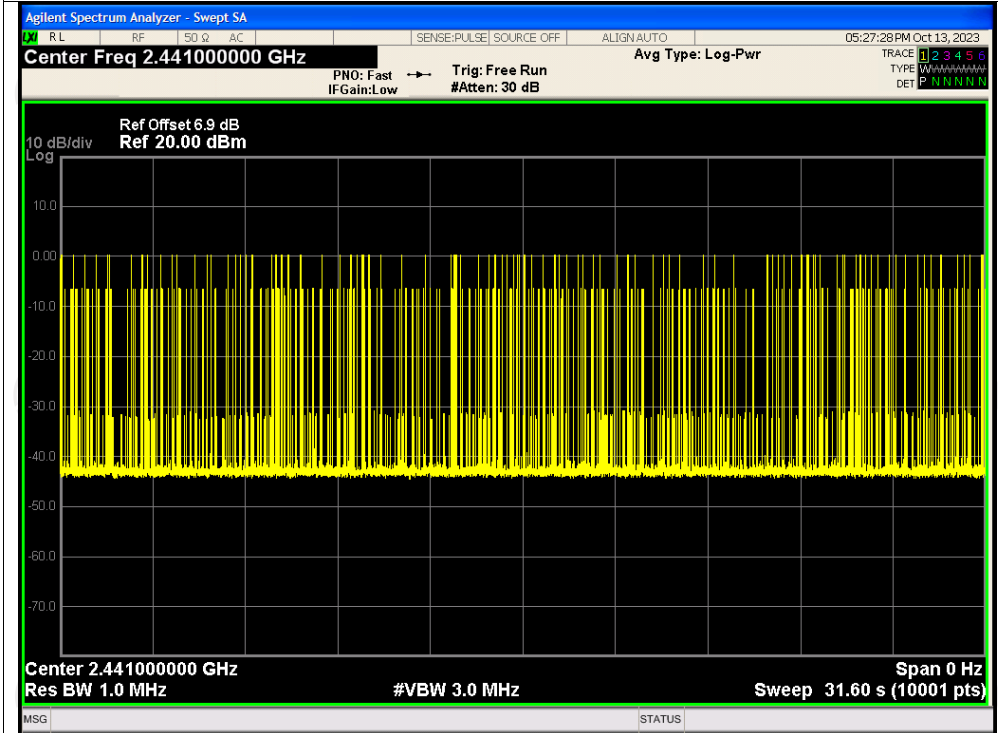 Agilent Spectrum Analyzer - Swept SA
LXI RL RF 50 Ω AC SENSE:PULSE SOURCE OFF ALIGNAUTO 05:27:28 PM Oct 13, 2023
Center Freq 2.441000000 GHz Avg Type: Log-Pwr TRACE 1 2 3 4 5 6
PNO: Fast Trig: Free Run TYPE WWWWWW
IFGain:Low #Atten: 30 dB DET P N N N N N
Ref Offset 6.9 dB
10 dB/div Ref 20.00 dBm
Log
10.0
0.00
-10.0
-20.0
-30.0
-40.0
-50.0
-60.0
-70.0
Center 2.441000000 GHz Span 0 Hz
Res BW 1.0 MHz #VBW 3.0 MHz Sweep 31.60 s (10001 pts)
MSG STATUS